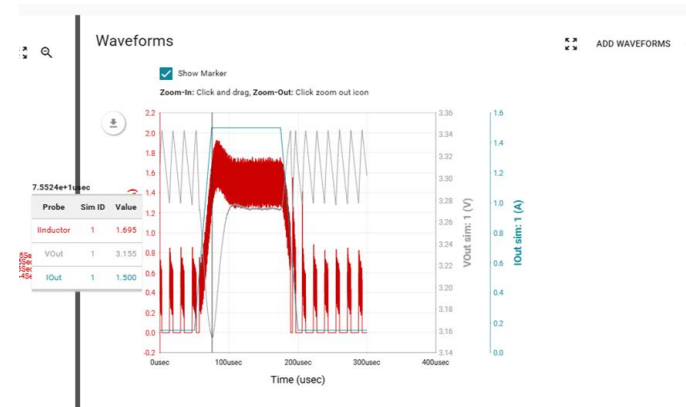 Waveforms
ADD WAVEFORMS
Show Marker
Zoom-In: Click and drag, Zoom-Out: Click zoom out icon
7.5524e+1usec
Probe Sim ID Value
IInductor 1 1.695
VOut 1 3.155
IOut 1 1.500
2.2
2.0
1.8
1.6
1.4
1.2
1.0
0.8
0.6
0.4
0.2
0.0
-0.2
3.36
3.34
3.32
3.30
3.28
3.26
3.24
3.22
3.20
3.18
3.16
3.14
VOut sim: 1 (V)
1.6
1.4
1.2
1.0
0.8
0.6
0.4
0.2
0.0
IOut sim: 1 (A)
0usec 100usec 200usec 300usec 400usec
Time (usec)